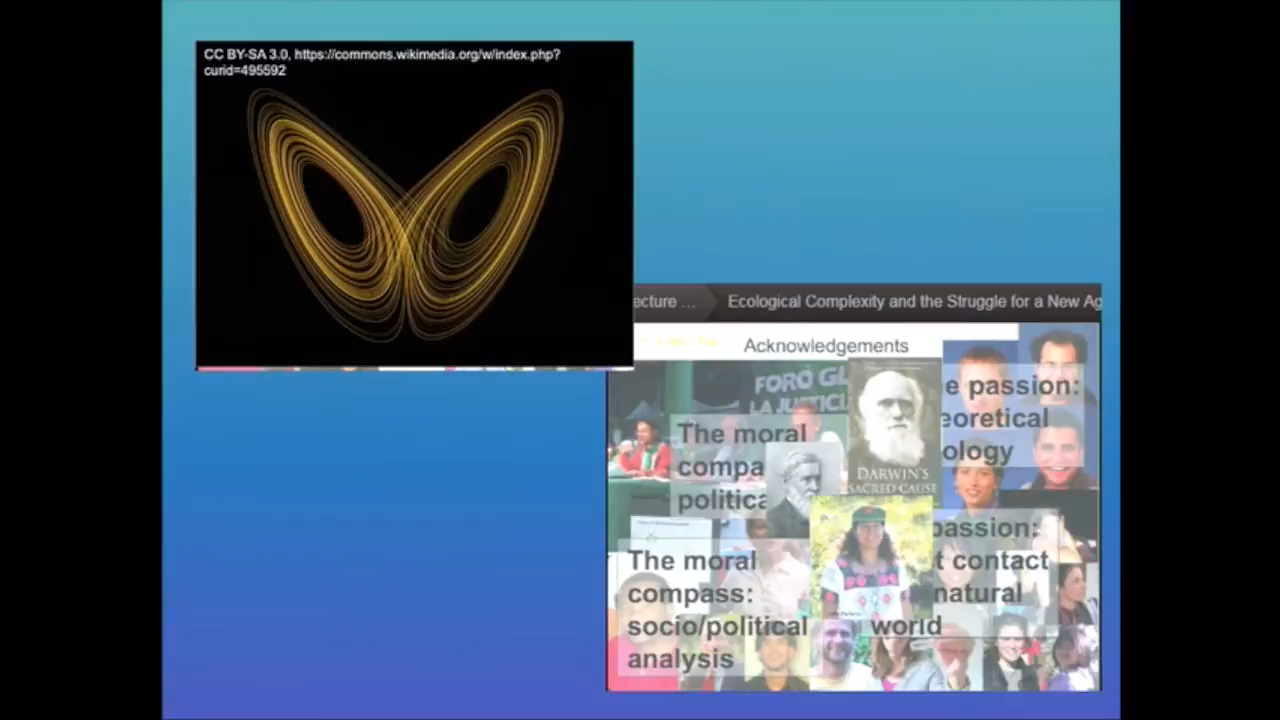 CC BY-SA 3.0, https://commons.wikimedia.org/w/index.php?
curid=495592
ecture ...
Ecological Complexity and the Struggle for a New Ag
Acknowledgements
FORO GL
LA JUSTICI
e passion:
eoretical
ology
The moral
compa
politica
DARWIN'S
SACRED CAUSE
passion:
t contact
natural
world
The moral
compass:
socio/political
analysis